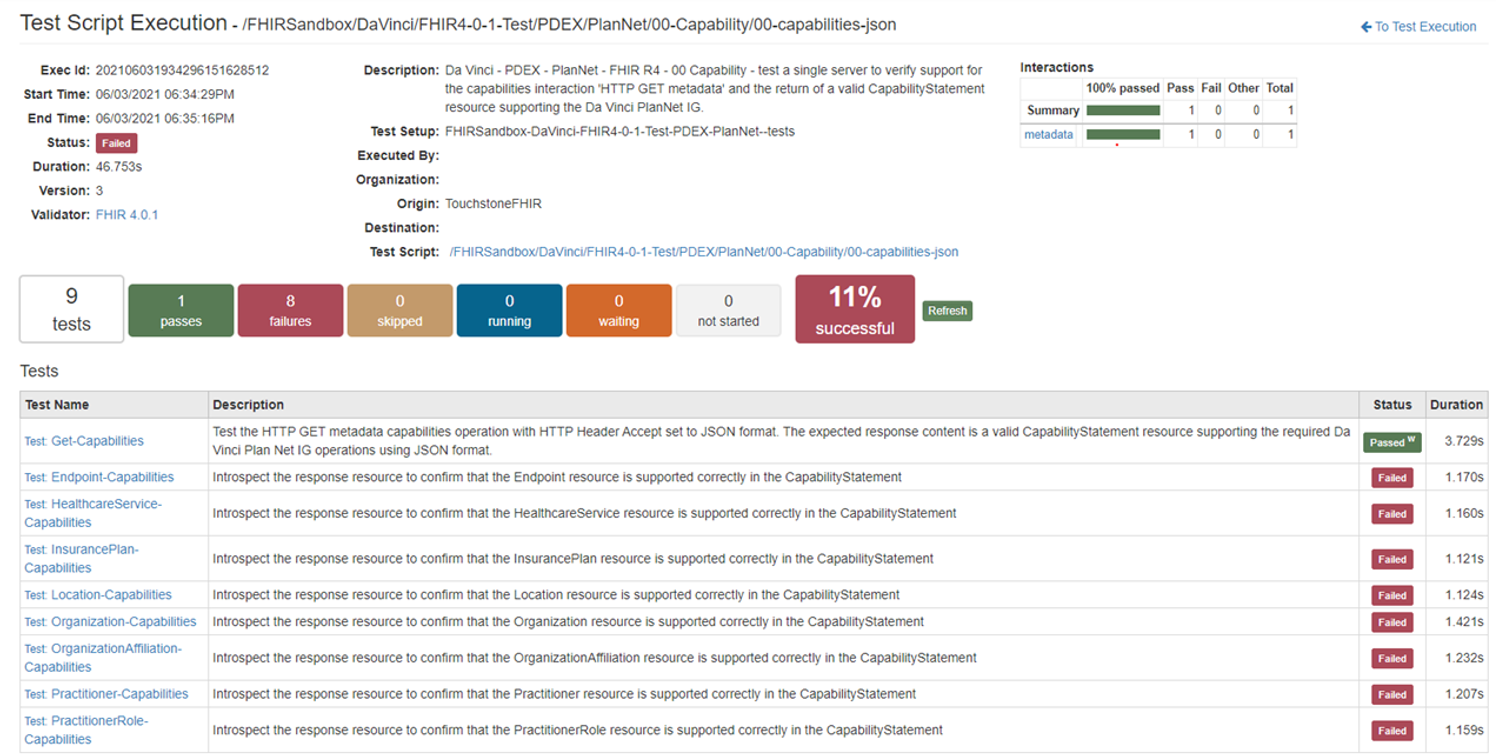 Test Script Execution - /FHIRSandbox/DaVinci/FHIR4-0-1-Test/PDEX/PlanNet/00-Capability/00-capabilities-json
To Test Execution
Exec Id: 202106031934296151628512
Start Time: 06/03/2021 06:34:29PM
End Time: 06/03/2021 06:35:16PM
Status: Failed
Duration: 46.753s
Version: 3
Validator: FHIR 4.0.1
Description: Da Vinci - PDEX - PlanNet - FHIR R4 - 00 Capability - test a single server to verify support for
the capabilities interaction 'HTTP GET metadata' and the return of a valid CapabilityStatement
resource supporting the Da Vinci PlanNet IG.
Test Setup: FHIRSandbox-DaVinci-FHIR4-0-1-Test-PDEX-PlanNet--tests
Executed By:
Organization:
Origin: TouchstoneFHIR
Destination:
Test Script: /FHIRSandbox/DaVinci/FHIR4-0-1-Test/PDEX/PlanNet/00-Capability/00-capabilities-json
Interactions
100% passed Pass Fail Other Total
Summary 1 0 0 1
metadata 1 0 0 1
9 tests
1 passes
8 failures
0 skipped
0 running
0 waiting
0 not started
11% successful
Refresh
Tests
Test Name Description Status Duration
Test: Get-Capabilities Test the HTTP GET metadata capabilities operation with HTTP Header Accept set to JSON format. The expected response content is a valid CapabilityStatement resource supporting the required Da
Vinci Plan Net IG operations using JSON format. Passed W 3.729s
Test: Endpoint-Capabilities Introspect the response resource to confirm that the Endpoint resource is supported correctly in the CapabilityStatement Failed 1.170s
Test: HealthcareService-
Capabilities Introspect the response resource to confirm that the HealthcareService resource is supported correctly in the CapabilityStatement Failed 1.160s
Test: InsurancePlan-
Capabilities Introspect the response resource to confirm that the InsurancePlan resource is supported correctly in the CapabilityStatement Failed 1.121s
Test: Location-Capabilities Introspect the response resource to confirm that the Location resource is supported correctly in the CapabilityStatement Failed 1.124s
Test: Organization-Capabilities Introspect the response resource to confirm that the Organization resource is supported correctly in the CapabilityStatement Failed 1.421s
Test: OrganizationAffiliation-
Capabilities Introspect the response resource to confirm that the OrganizationAffiliation resource is supported correctly in the CapabilityStatement Failed 1.232s
Test: Practitioner-Capabilities Introspect the response resource to confirm that the Practitioner resource is supported correctly in the CapabilityStatement Failed 1.207s
Test: PractitionerRole-
Capabilities Introspect the response resource to confirm that the PractitionerRole resource is supported correctly in the CapabilityStatement Failed 1.159s